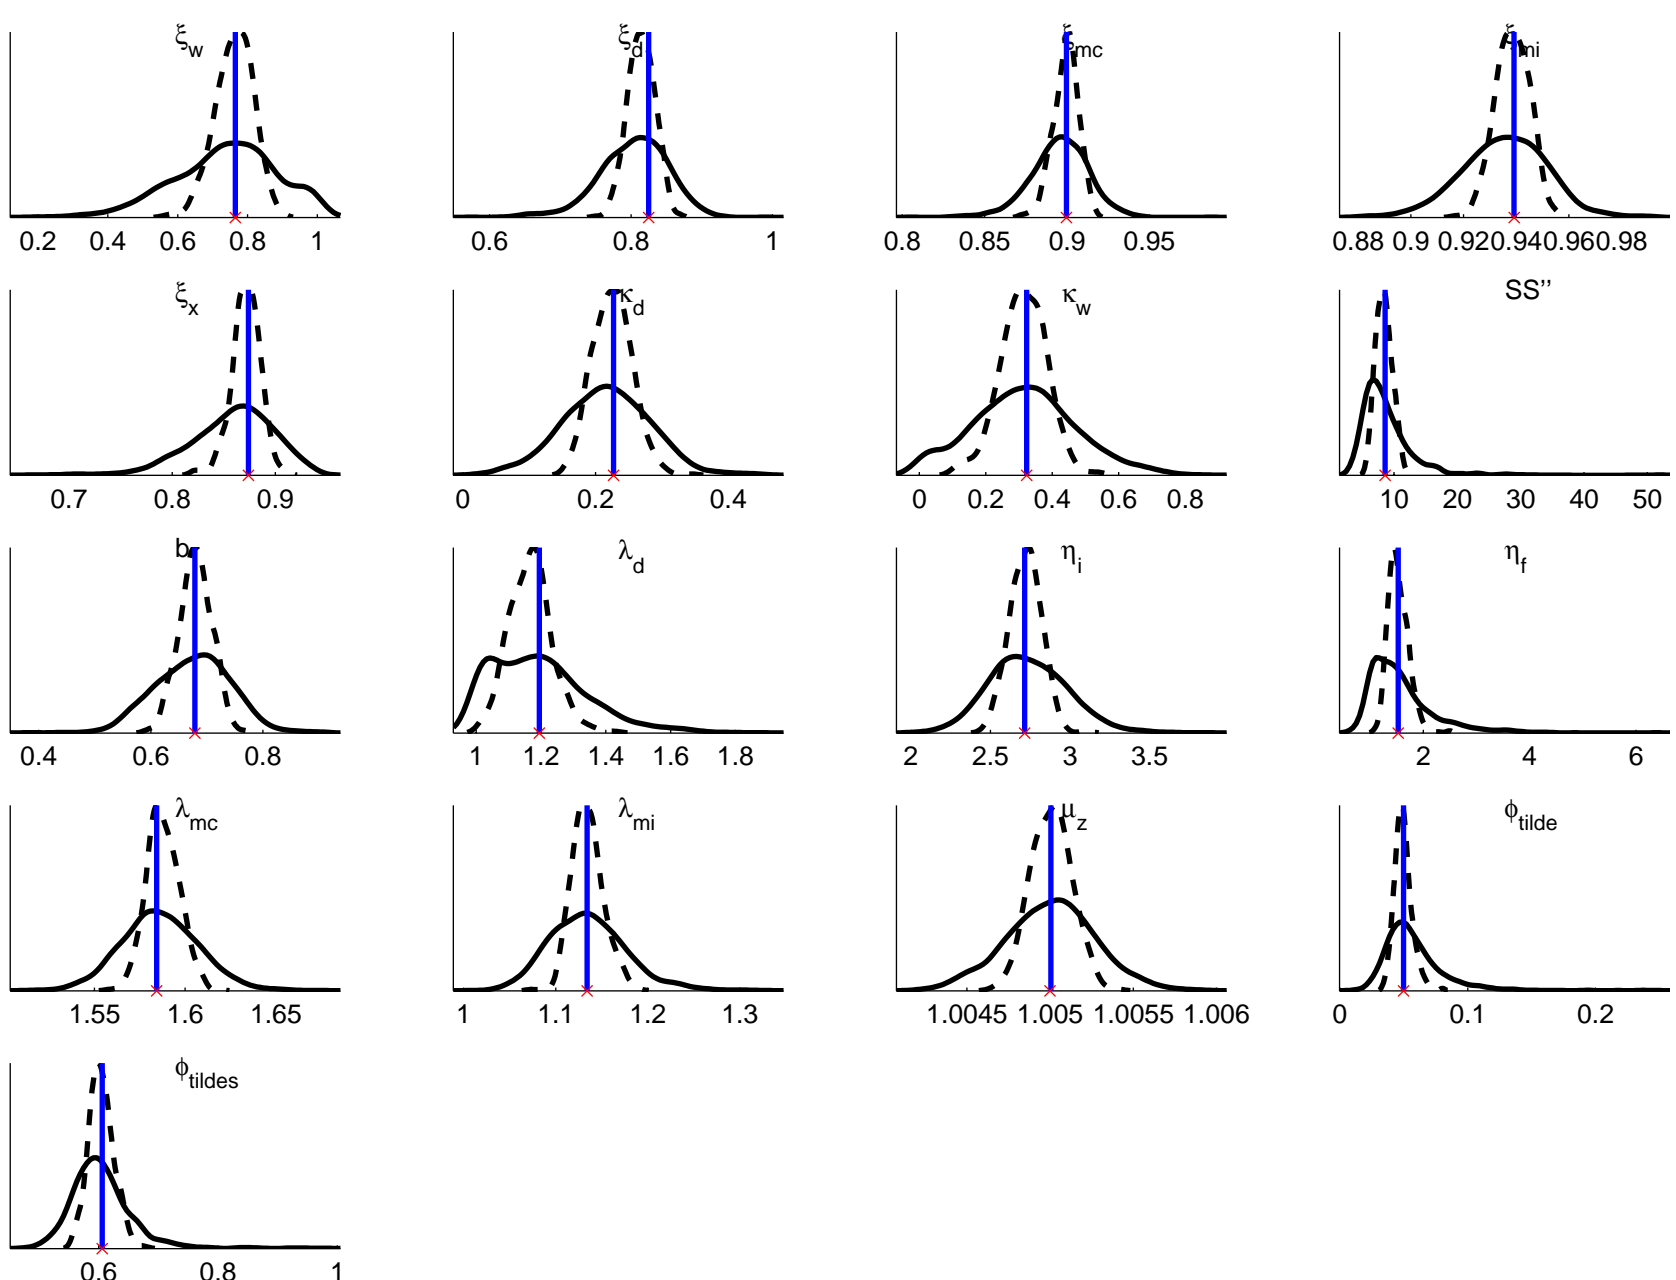 ξw ξd ξmc ξmi
0.2 0.4 0.6 0.8 1 0.6 0.8 1 0.8 0.85 0.9 0.95 0.88 0.9 0.92 0.94 0.96 0.98
ξx κd κw SS’’
0.7 0.8 0.9 0 0.2 0.4 0 0.2 0.4 0.6 0.8 10 20 30 40 50
b λd ηi ηf
0.4 0.6 0.8 1 1.2 1.4 1.6 1.8 2 2.5 3 3.5 2 4 6
λmc λmi μz ϕtilde
1.55 1.6 1.65 1 1.1 1.2 1.3 1.0045 1.005 1.0055 1.006 0 0.1 0.2
ϕtildes
0.6 0.8 1